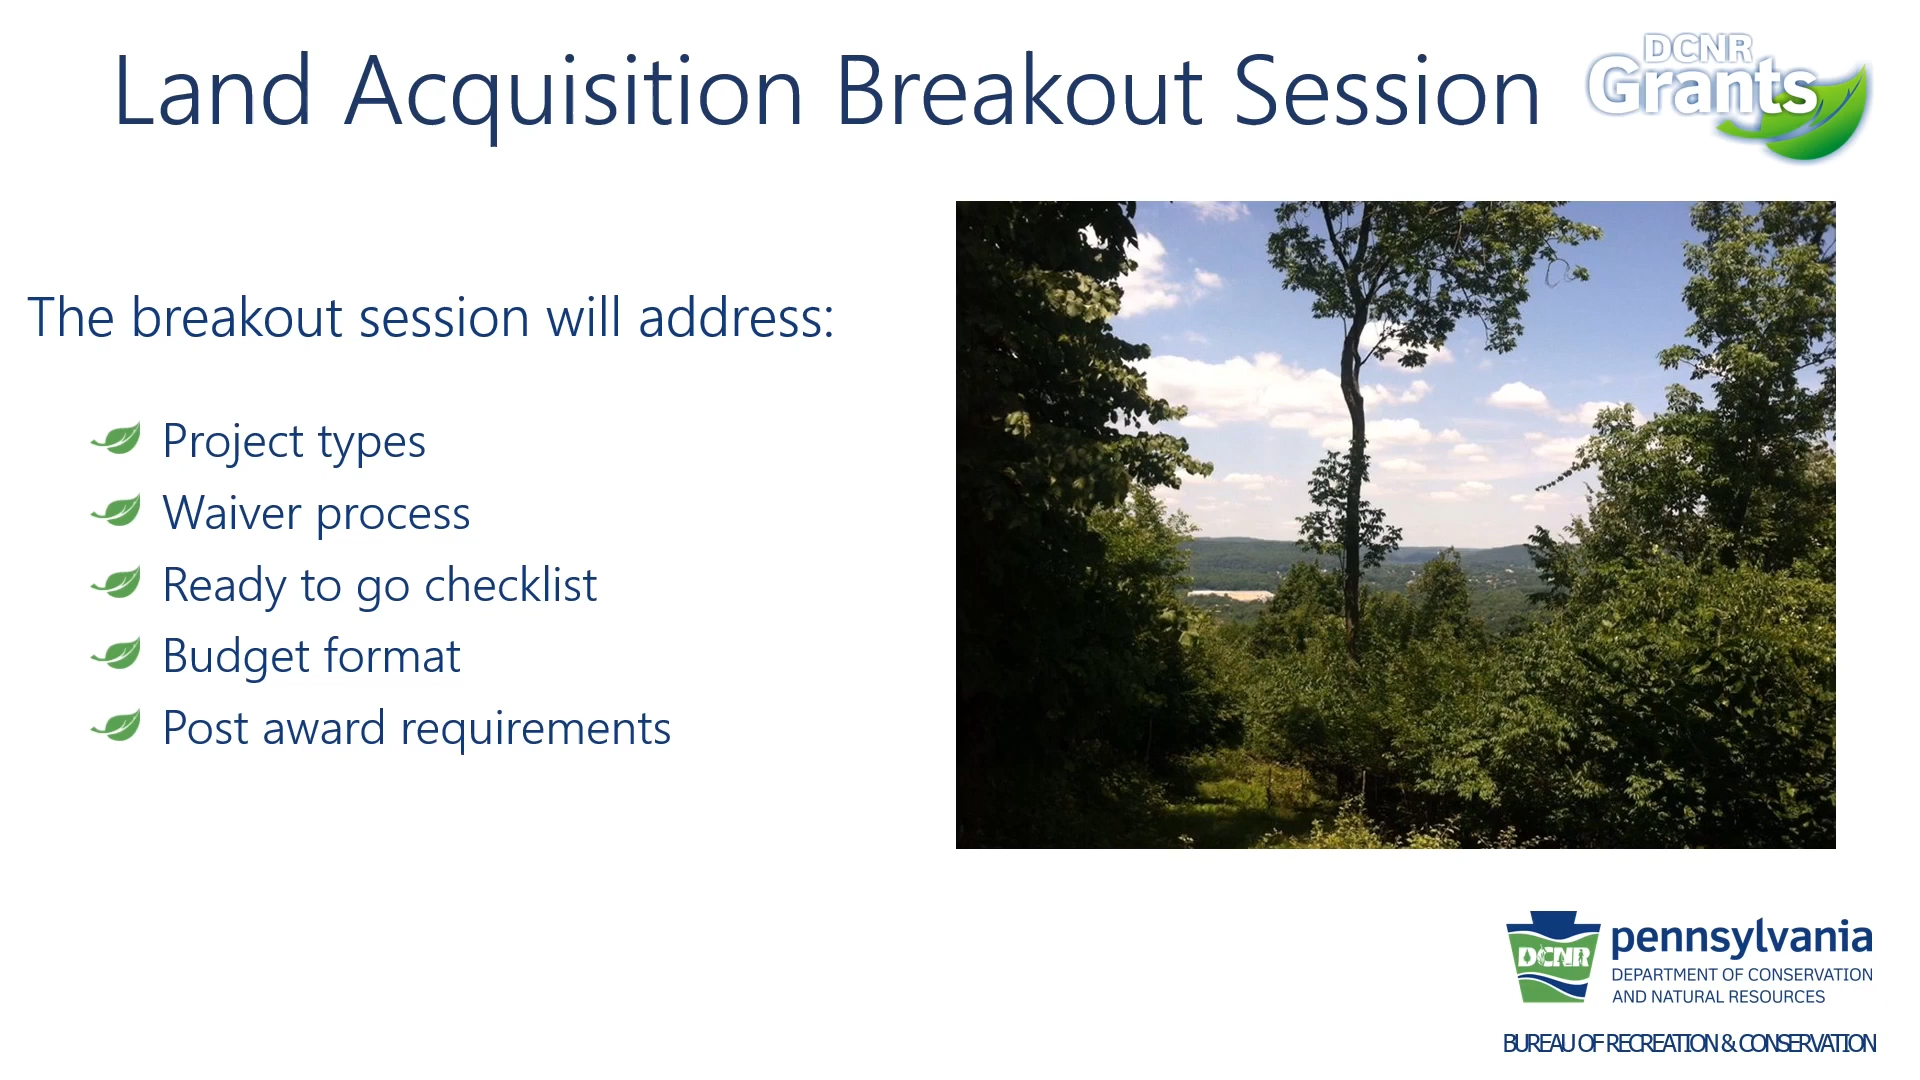 Land Acquisition Breakout Session
DCNR
Grants
The breakout session will address:
Project types
Waiver process
Ready to go checklist
Budget format
Post award requirements
DCNR
pennsylvania
DEPARTMENT OF CONSERVATION
AND NATURAL RESOURCES
BUREAU OF RECREATION & CONSERVATION